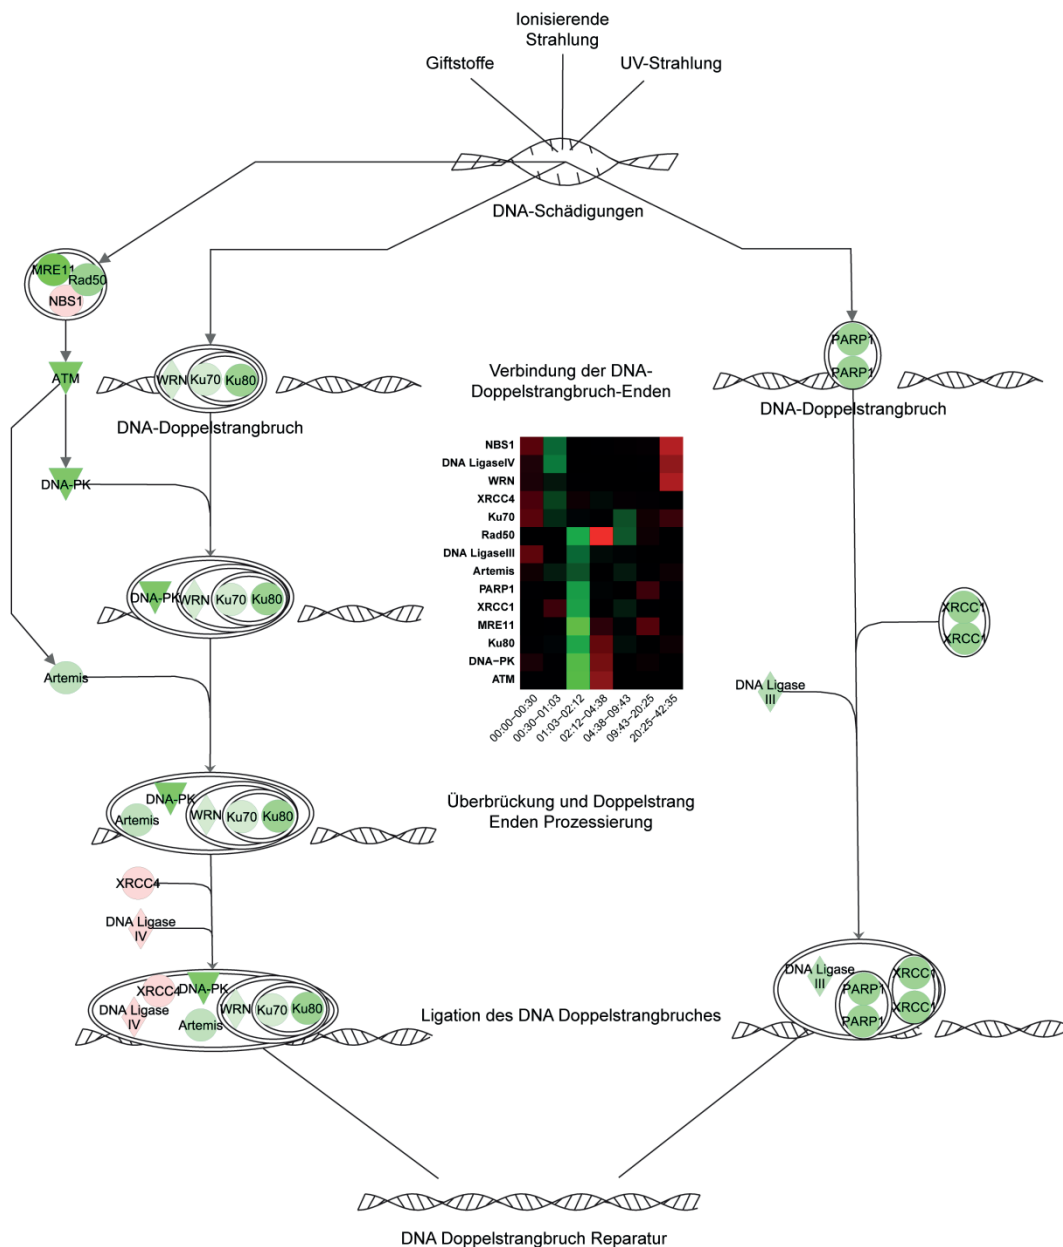 Ionisierende
Strahlung
Giftstoffe
UV-Strahlung
DNA-Schädigungen
MRE11
Rad50
NBS1
ATM
WRN
Ku70
Ku80
PARP1
PARP1
Verbindung der DNA-
Doppelstrangbruch-Enden
DNA-Doppelstrangbruch
DNA-Doppelstrangbruch
DNA-PK
NBS1
DNA LigaseIV
WRN
XRCC4
Ku70
Rad50
DNA LigaseIII
Artemis
PARP1
XRCC1
MRE11
Ku80
DNA−PK
ATM
00:00−00:30
00:30−01:03
01:03−02:12
02:12−04:38
04:38−09:43
09:43−20:25
20:25−42:35
DNA-PK
WRN
Ku70
Ku80
XRCC1
XRCC1
Artemis
DNA Ligase
III
DNA-PK
Artemis
WRN
Ku70
Ku80
Überbrückung und Doppelstrang
Enden Prozessierung
XRCC4
DNA Ligase
IV
XRCC4
DNA-PK
DNA Ligase
IV
Artemis
WRN
Ku70
Ku80
Ligation des DNA Doppelstrangbruches
DNA Ligase
III
PARP1
PARP1
XRCC1
XRCC1
DNA Doppelstrangbruch Reparatur